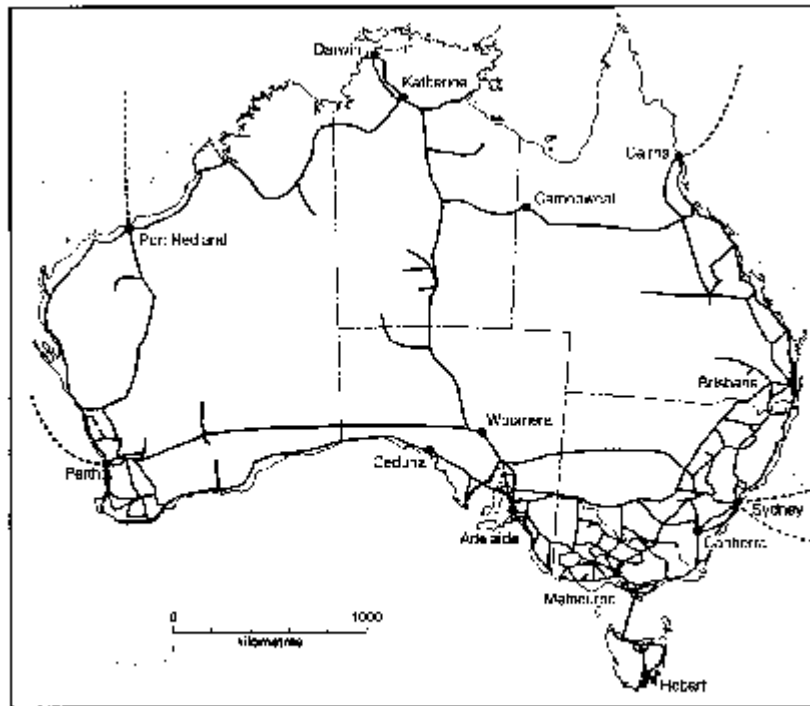 Darwin
Katherine
Cairns
Camooweal
Port Hedland
Brisbane
Woomera
Ceduna
Perth
Sydney
Adelaide
Canberra
Melbourne
0 1000
kilometres
Hobart